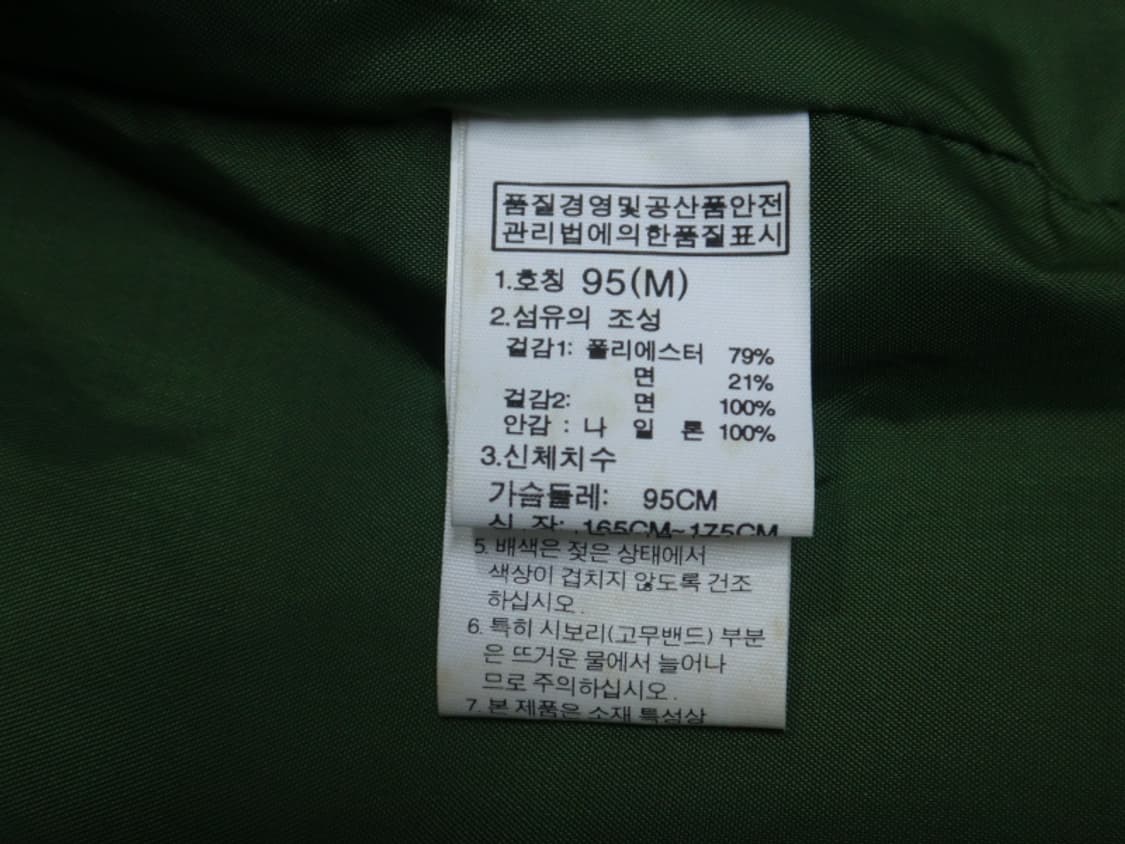 품질경영및공산품안전
관리법에의한품질표시
1.호칭 95(M)
2.섬유의 조성
겉감1: 폴리에스터 79%
면 21%
겉감2: 면 100%
안감 : 나 일 론 100%
3.신체치수
가슴둘레: 95CM
신 장: 165CM~175CM
5. 배색은 젖은 상태에서
색상이 겹치지 않도록 건조
하십시오.
6. 특히 시보리(고무밴드) 부분
은 뜨거운 물에서 늘어나
므로 주의하십시오.
7. 본 제품은 소재 특성상